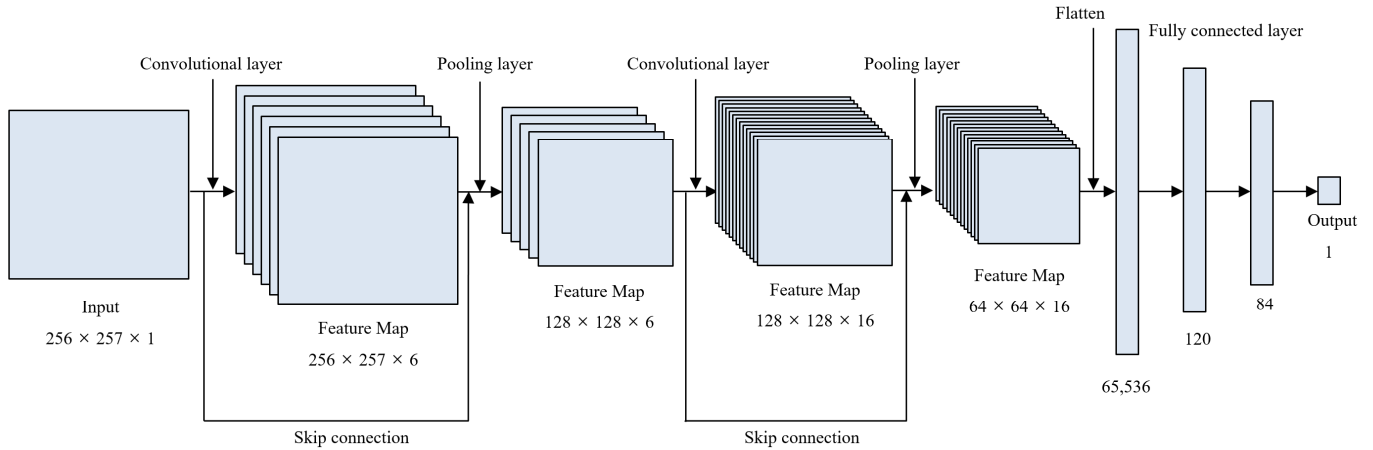 Flatten
Fully connected layer
Convolutional layer
Pooling layer
Convolutional layer
Pooling layer
Input
256 × 257 × 1
Feature Map
256 × 257 × 6
Feature Map
128 × 128 × 6
Feature Map
128 × 128 × 16
Feature Map
64 × 64 × 16
65,536
120
84
Output
1
Skip connection
Skip connection